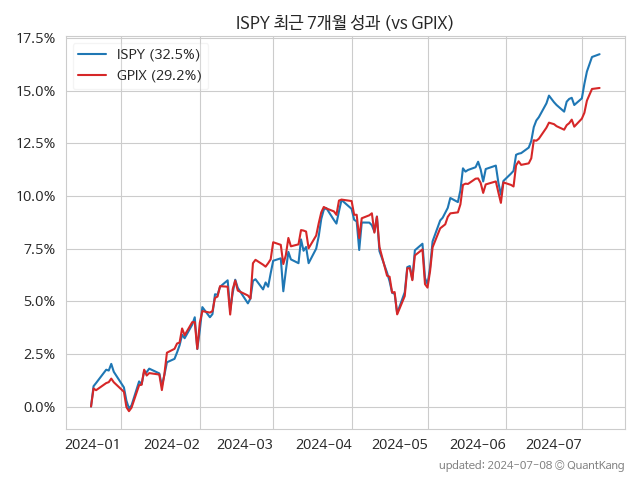 ISPY 최근 7개월 성과 (vs GPIX)
17.5%
ISPY (32.5%)
GPIX (29.2%)
15.0%
12.5%
10.0%
7.5%
5.0%
2.5%
0.0%
2024-01 2024-02 2024-03 2024-04 2024-05 2024-06 2024-07
updated: 2024-07-08 © QuantKang